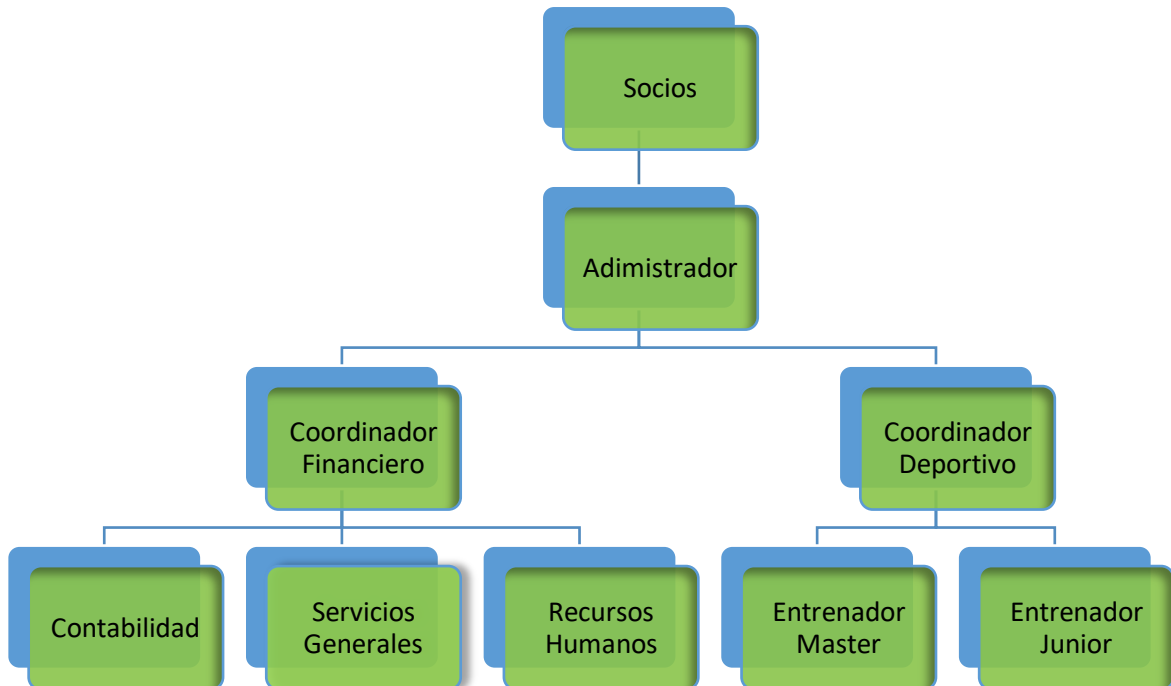 Socios
Adimistrador
Coordinador
Financiero
Coordinador
Deportivo
Contabilidad
Servicios
Generales
Recursos
Humanos
Entrenador
Master
Entrenador
Junior